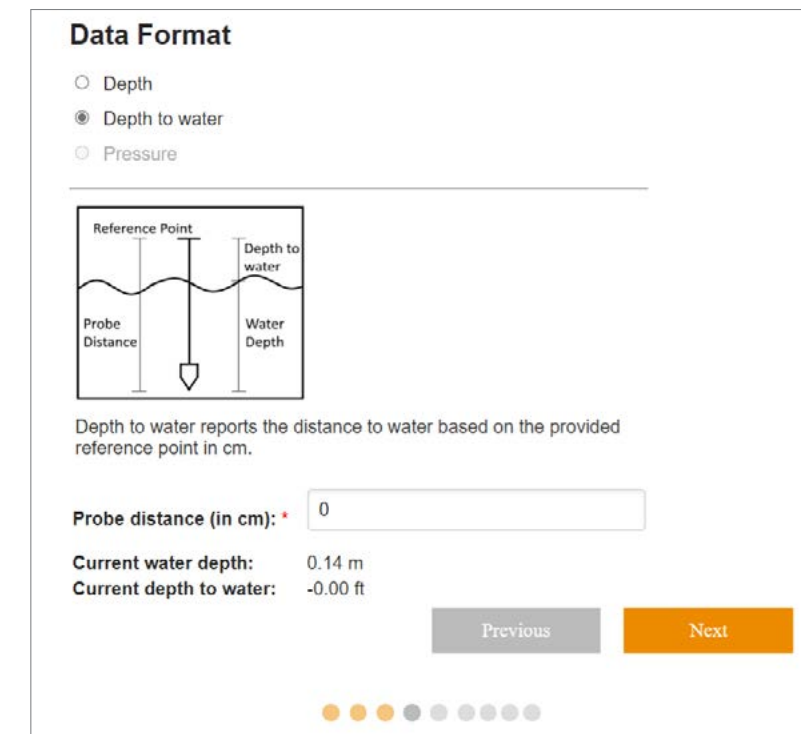 Data Format
Depth
Depth to water
Pressure
Reference Point
Depth to
water
Probe
Distance
Water
Depth
Depth to water reports the distance to water based on the provided
reference point in cm.
Probe distance (in cm): * 0
Current water depth: 0.14 m
Current depth to water: -0.00 ft
Previous Next